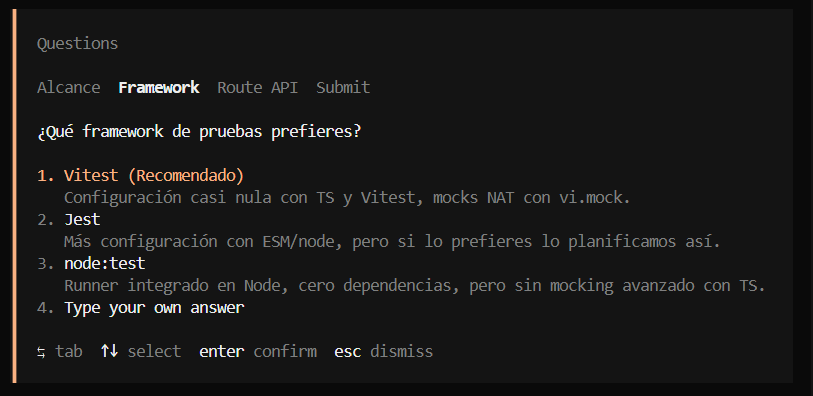 Questions
Alcance  Framework  Route API  Submit
¿Qué framework de pruebas prefieres?
1. Vitest (Recomendado)
Configuración casi nula con TS y Vitest, mocks NAT con vi.mock.
2. Jest
Más configuración con ESM/node, pero si lo prefieres lo planificamos así.
3. node:test
Runner integrado en Node, cero dependencias, pero sin mocking avanzado con TS.
4. Type your own answer
⇆ tab  ↑↓ select  enter confirm  esc dismiss